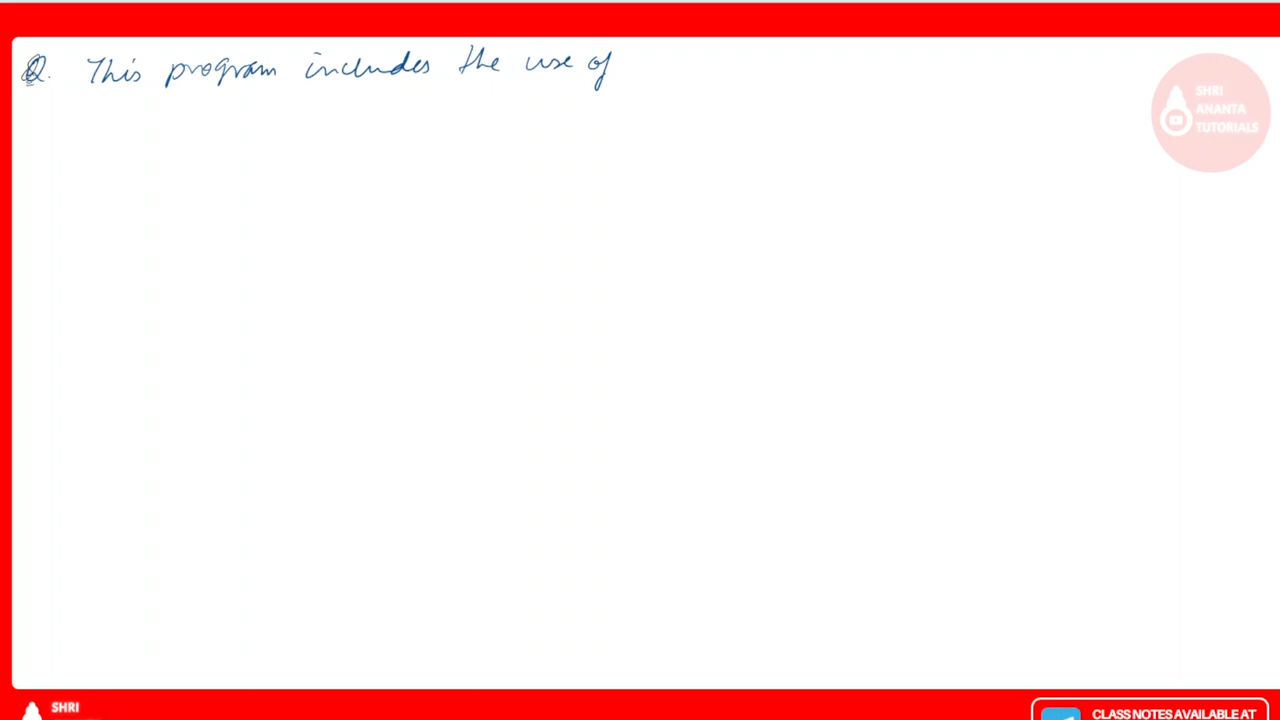 Q. This program includes the use of
SHRI
ANANTA
TUTORIALS
SHRI
CLASS NOTES AVAILABLE AT